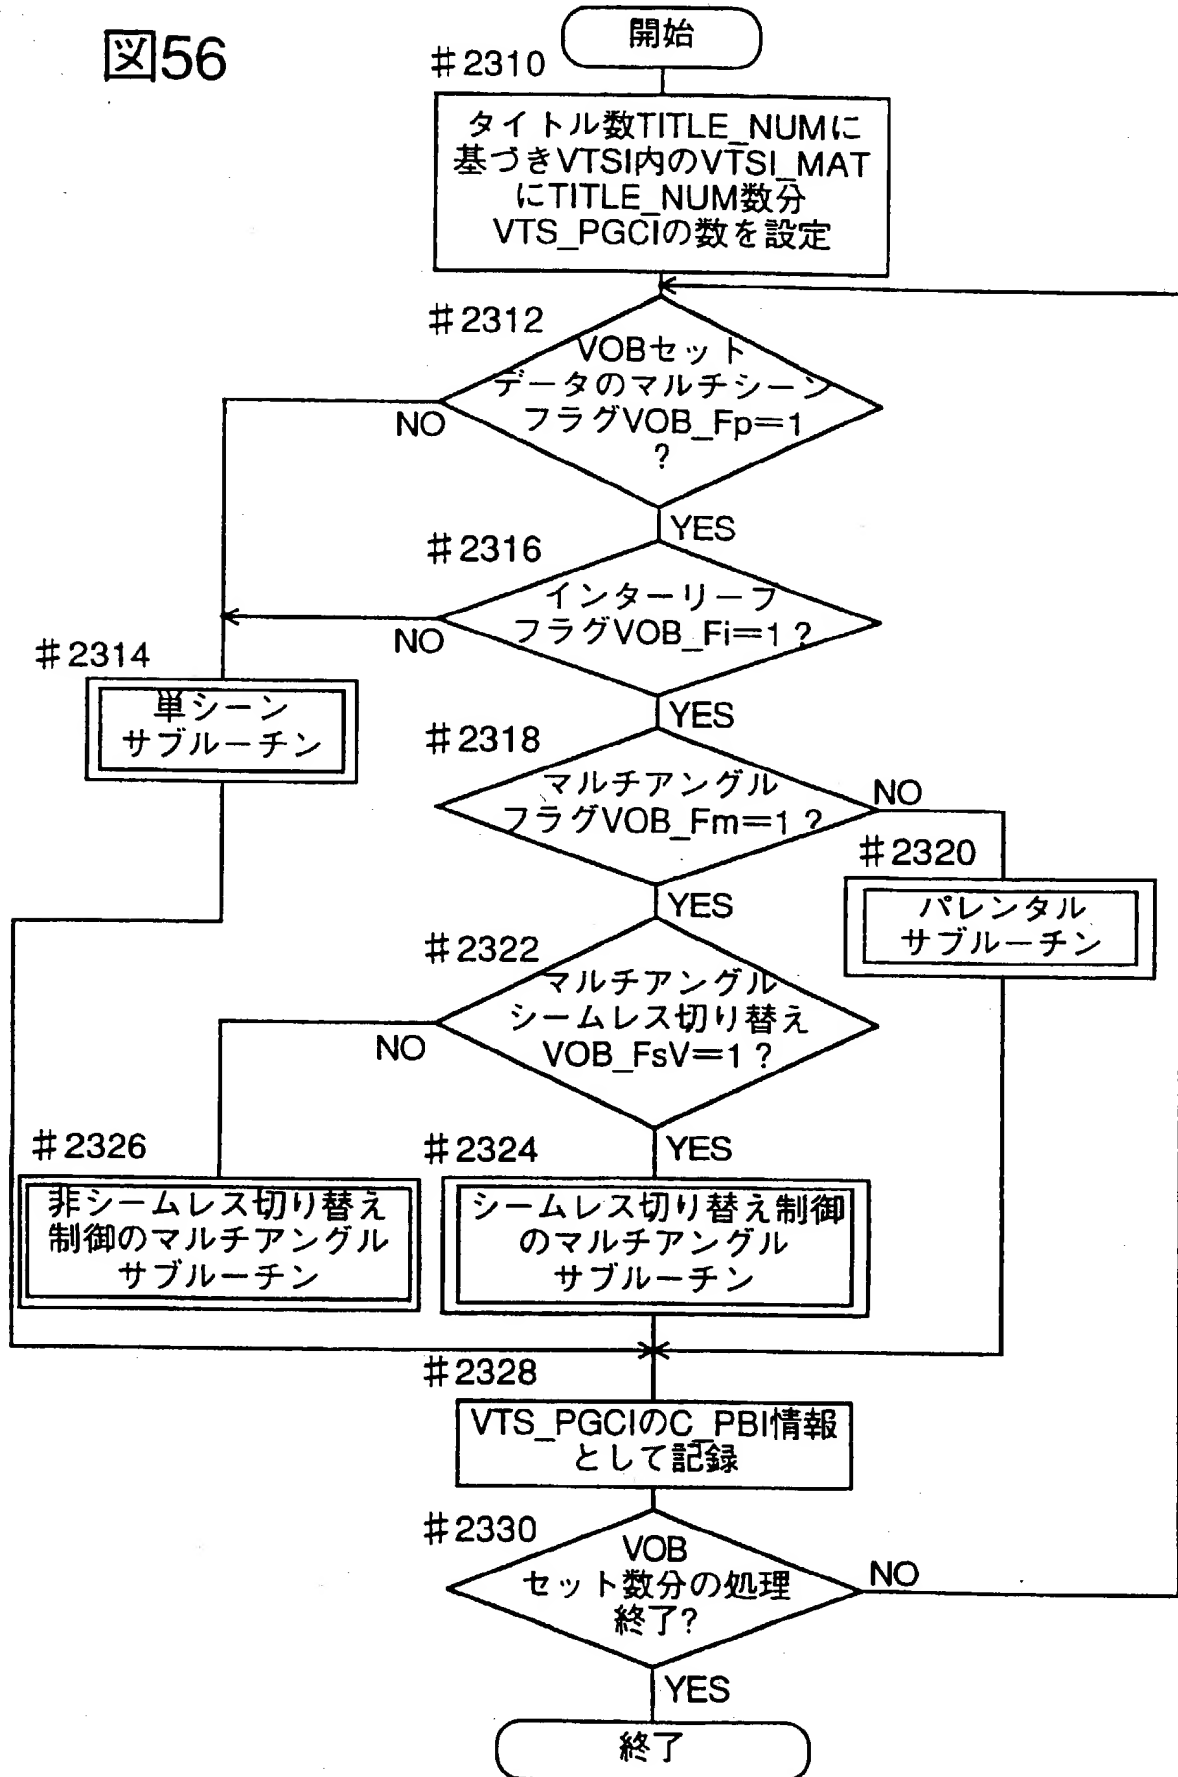 図56
開始
#2310
タイトル数TITLE_NUMに
基づきVTSI内のVTSI_MAT
にTITLE_NUM数分
VTS_PGCIの数を設定
#2312
VOBセット
データのマルチシーン
フラグVOB_Fp=1
?
NO
YES
#2316
インターリーフ
フラグVOB_Fi=1?
NO
YES
#2314
単シーン
サブルーチン
#2318
マルチアングル
フラグVOB_Fm=1?
NO
YES
#2320
パレンタル
サブルーチン
#2322
マルチアングル
シームレス切り替え
VOB_FsV=1?
NO
YES
#2326
非シームレス切り替え
制御のマルチアングル
サブルーチン
#2324
シームレス切り替え制御
のマルチアングル
サブルーチン
#2328
VTS_PGCIのC_PBI情報
として記録
#2330
VOB
セット数分の処理
終了?
NO
YES
終了